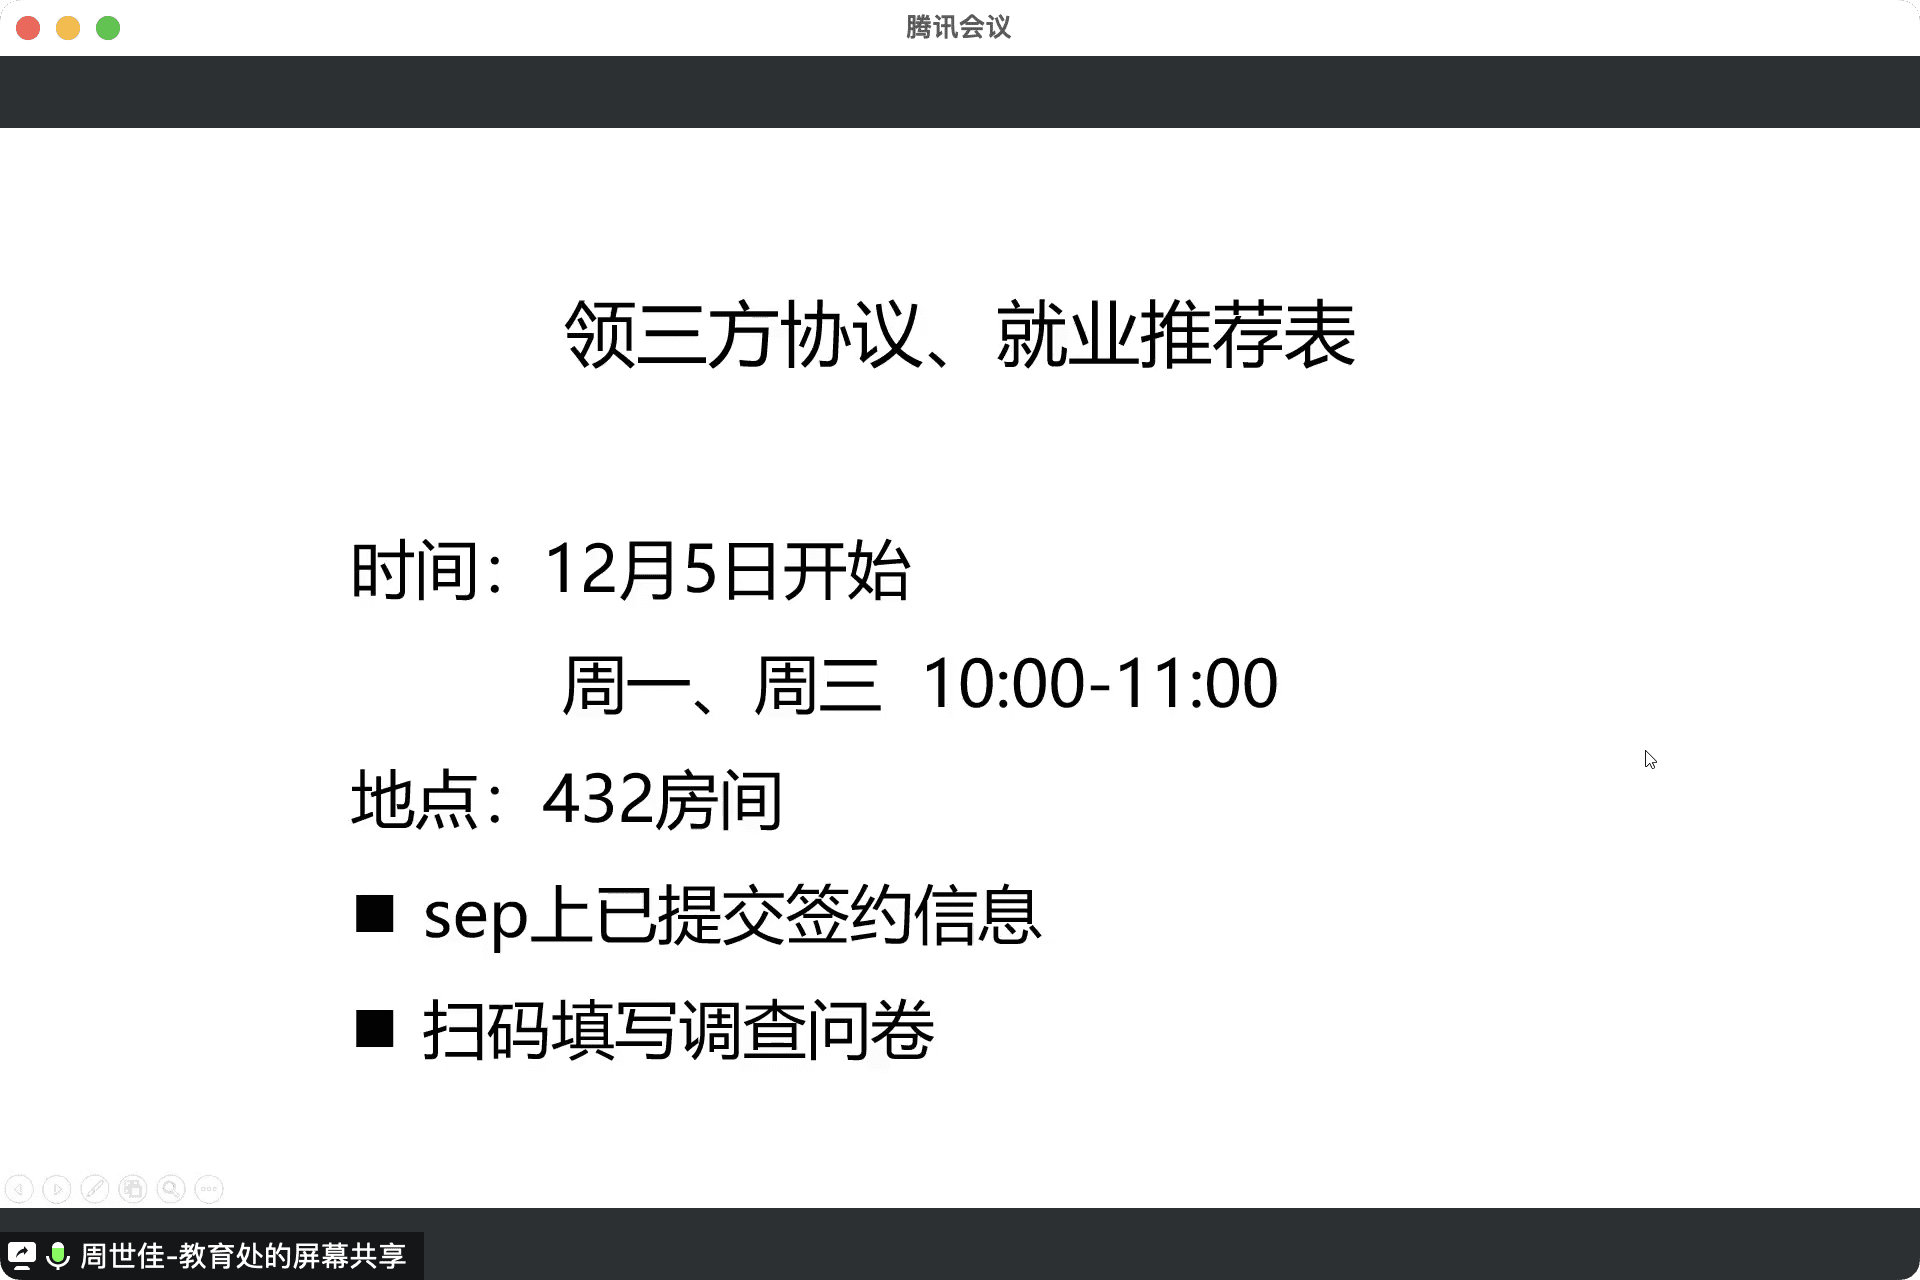 腾讯会议
领三方协议、就业推荐表
时间：12月5日开始
周一、周三 10:00-11:00
地点：432房间
■ sep上已提交签约信息
■ 扫码填写调查问卷
周世佳-教育处的屏幕共享